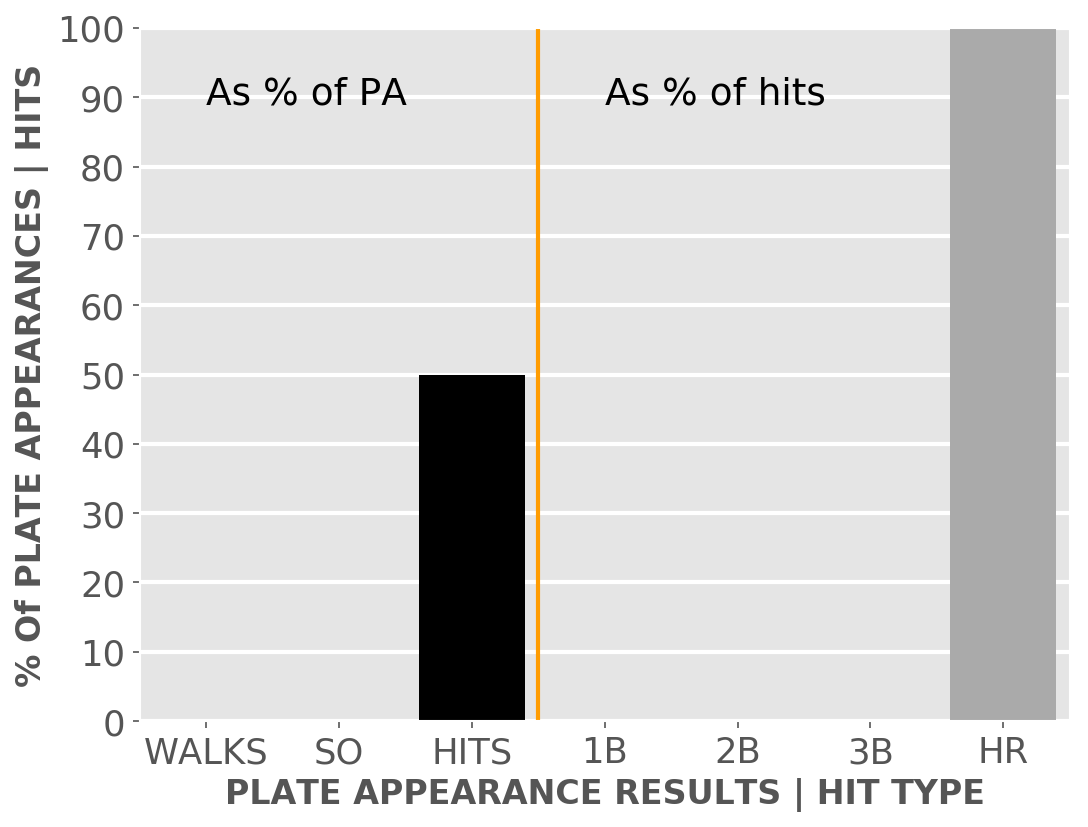 % Of PLATE APPEARANCES | HITS
100
90
80
70
60
50
40
30
20
10
0
As % of PA
As % of hits
WALKS SO HITS 1B 2B 3B HR
PLATE APPEARANCE RESULTS | HIT TYPE